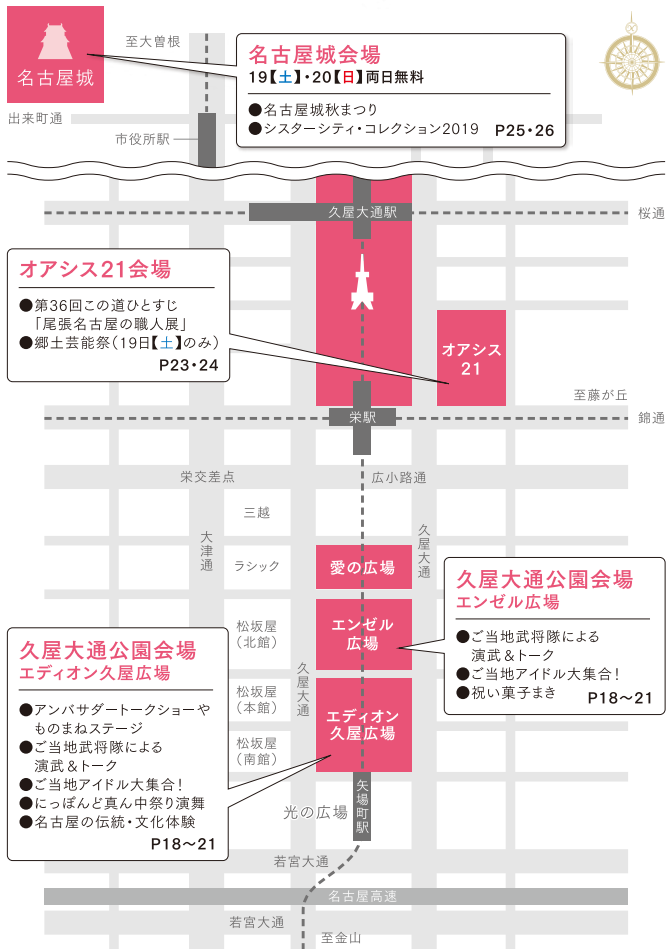 名古屋城
至大曽根
出来町通
市役所駅
名古屋城会場
19【土】・20【日】両日無料
●名古屋城秋まつり
●シスターシティ・コレクション2019 P25・26
久屋大通駅
桜通
オアシス21会場
●第36回この道ひとすじ
「尾張名古屋の職人展」
●郷土芸能祭(19日【土】のみ)
P23・24
オアシス
21
至藤が丘
栄駅
錦通
栄交差点
広小路通
三越
大津通
久屋大通
ラシック
愛の広場
エンゼル
広場
久屋大通公園会場
エンゼル広場
●ご当地武将隊による
演武&トーク
●ご当地アイドル大集合!
●祝い菓子まき
P18〜21
松坂屋
(北館)
久屋大通
松坂屋
(本館)
松坂屋
(南館)
エディオン
久屋広場
久屋大通公園会場
エディオン久屋広場
●アンバサダートークショーや
ものまねステージ
●ご当地武将隊による
演武&トーク
●ご当地アイドル大集合!
●にっぽんど真ん中祭り演舞
●名古屋の伝統・文化体験
P18〜21
光の広場
矢場町駅
若宮大通
名古屋高速
若宮大通
至金山